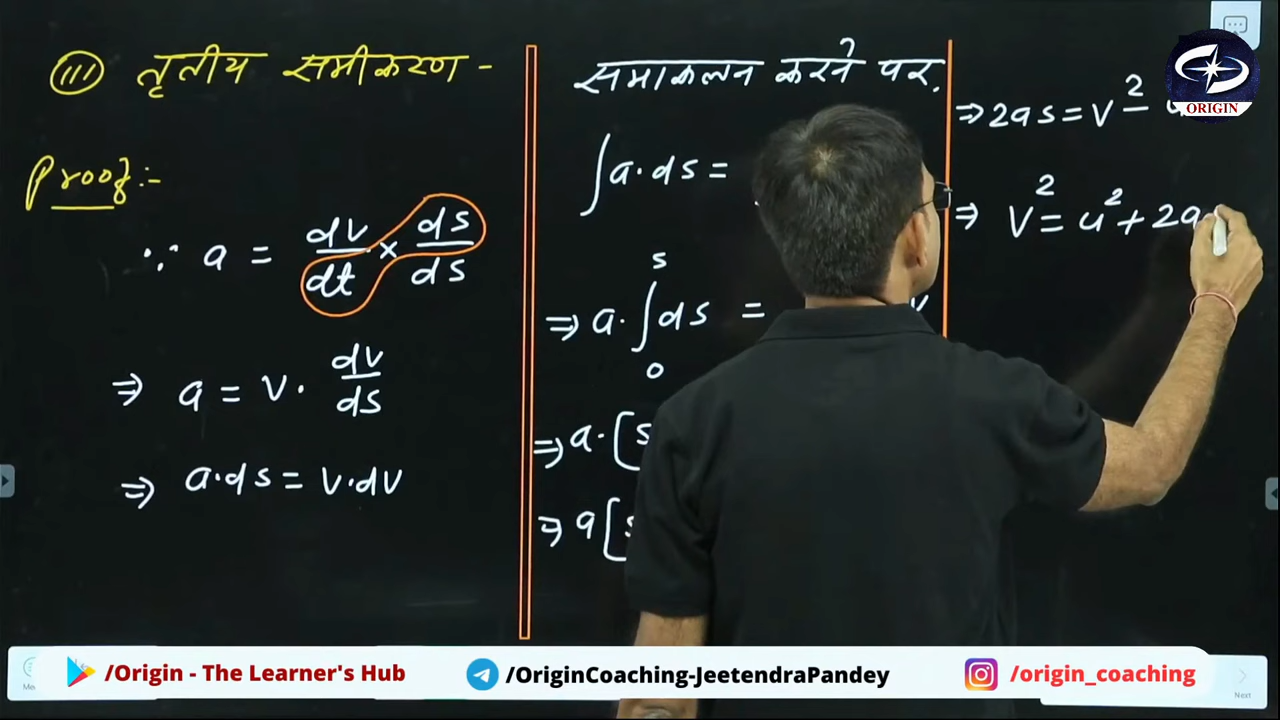 (III) तृतीय समीकरण -
Proof :-
∵ a = dv/dt × ds/ds
⇒ a = v · dv/ds
⇒ a·ds = v·dv
समाकलन करने पर.
∫a·ds =
⇒ a· ∫₀ˢ ds = v
⇒ a·[s
⇒ a[s
⇒ 2as = v² -
⇒ v² = u² + 2a
ORIGIN
/Origin - The Learner's Hub
/OriginCoaching-JeetendraPandey
/origin_coaching
Next